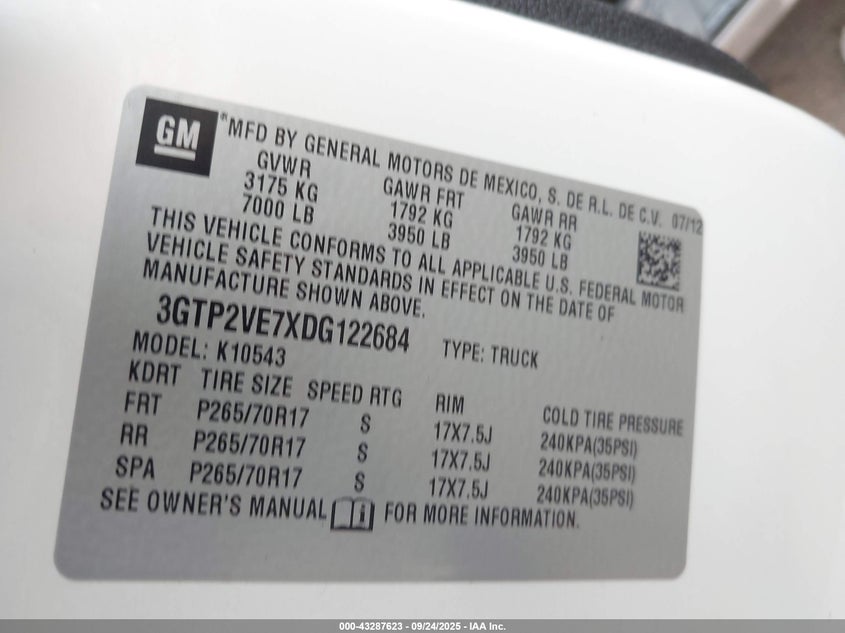 GM
*MFD BY GENERAL MOTORS DE MEXICO, S. DE R.L. DE C.V. 07/12
GVWR GAWR FRT GAWR RR
3175 KG 1792 KG 1792 KG
7000 LB 3950 LB 3950 LB
THIS VEHICLE CONFORMS TO ALL APPLICABLE U.S. FEDERAL MOTOR
VEHICLE SAFETY STANDARDS IN EFFECT ON THE DATE OF
MANUFACTURE SHOWN ABOVE.
3GTP2VE7XDG122684 TYPE: TRUCK
MODEL: K10543
KDRT TIRE SIZE SPEED RTG RIM COLD TIRE PRESSURE
FRT P265/70R17 S 17X7.5J 240KPA(35PSI)
RR P265/70R17 S 17X7.5J 240KPA(35PSI)
SPA P265/70R17 S 17X7.5J 240KPA(35PSI)
SEE OWNER'S MANUAL i FOR MORE INFORMATION.
000-43287623 - 09/24/2025 - IAA Inc.